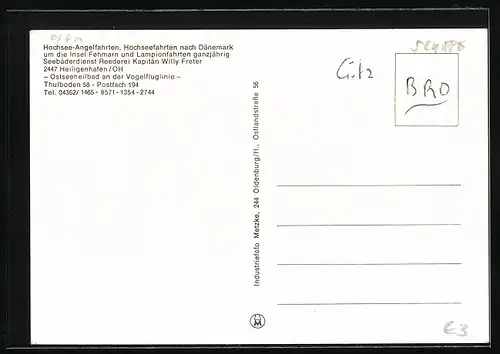 Hochsee-Angelfahrten, Hochseefahrten nach Dänemark
um die Insel Fehmarn und Lampionfahrten ganzjährig
Seebäderdienst Reederei Kapitän Willy Freter
2447 Heiligenhafen/OH
– Ostseeheilbad an der Vogelfluglinie –
Thulboden 58 - Postfach 194
Tel. 04362/1465 - 6571 - 1354 - 2744
Industriefoto Metzke, 244 Oldenburg/H., Ostlandstraße 56
BRD
€3